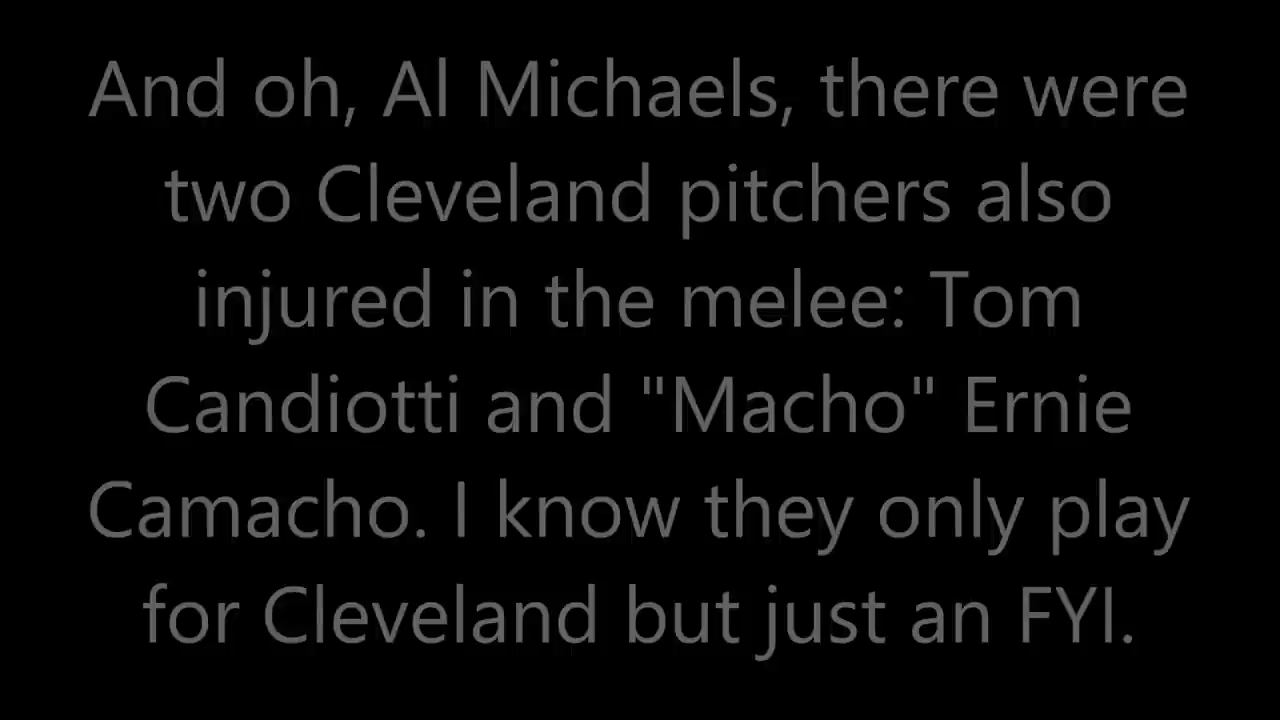 And oh, Al Michaels, there were
two Cleveland pitchers also
injured in the melee: Tom
Candiotti and "Macho" Ernie
Camacho. I know they only play
for Cleveland but just an FYI.